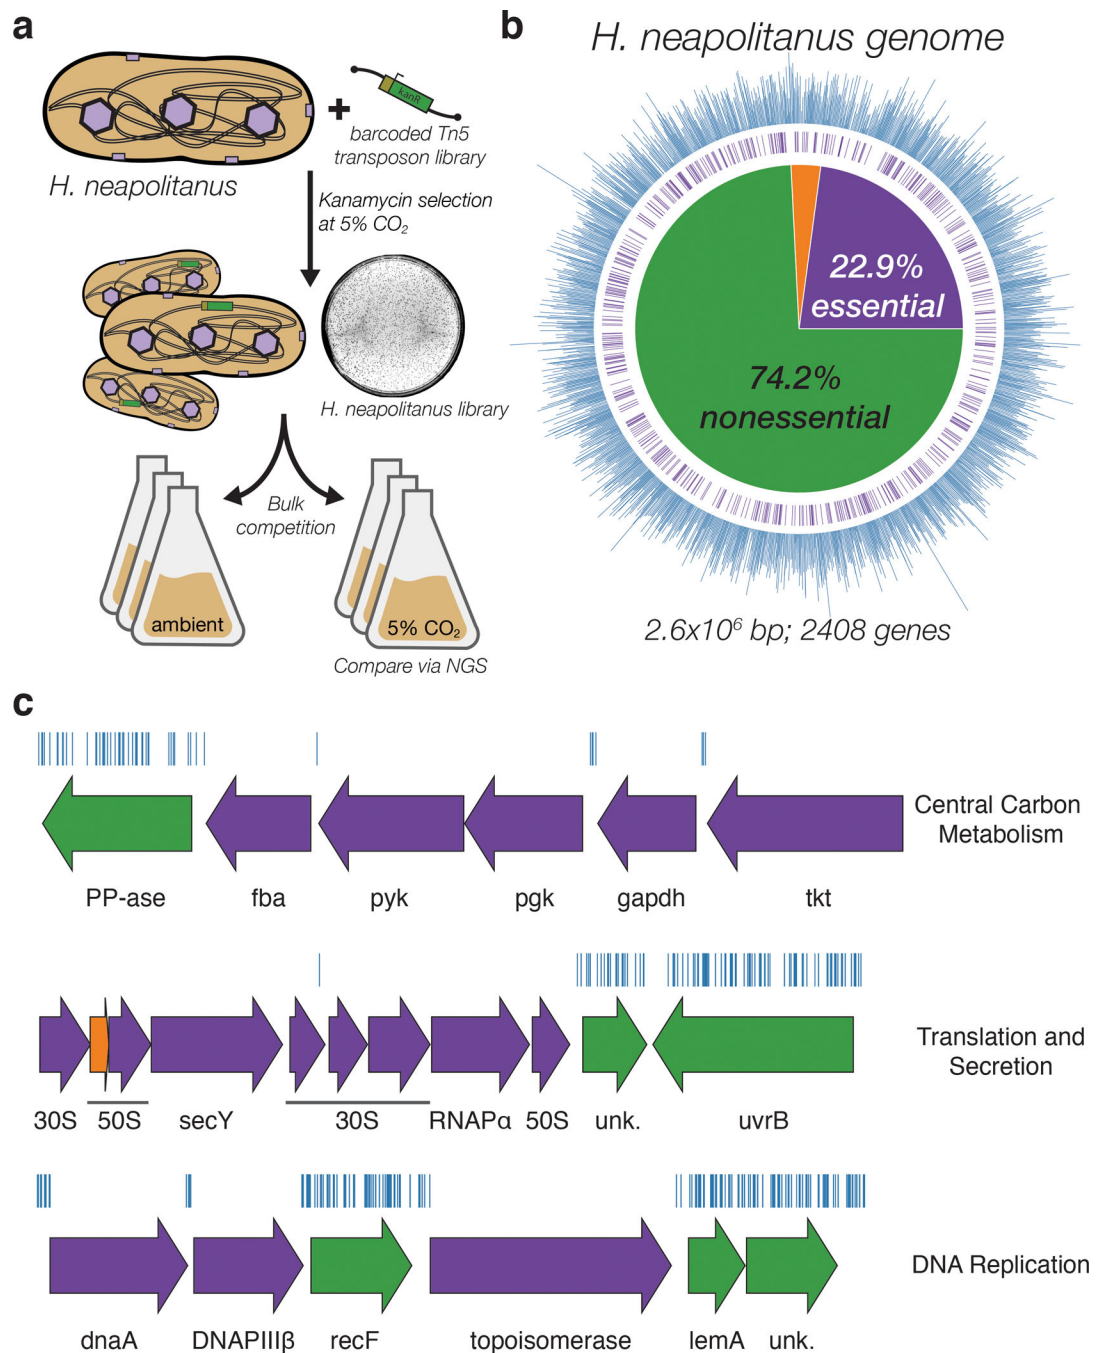 a
H. neapolitanus
+
kanR
barcoded Tn5
transposon library
Kanamycin selection
at 5% CO₂
H. neapolitanus library
Bulk
competition
ambient
5% CO₂
Compare via NGS
b
H. neapolitanus genome
22.9%
essential
74.2%
nonessential
2.6x10⁶ bp; 2408 genes
c
PP-ase fba pyk pgk gapdh tkt
Central Carbon
Metabolism
30S 50S secY 30S RNAPα 50S unk. uvrB
Translation and
Secretion
dnaA DNAPIIIβ recF topoisomerase lemA unk.
DNA Replication